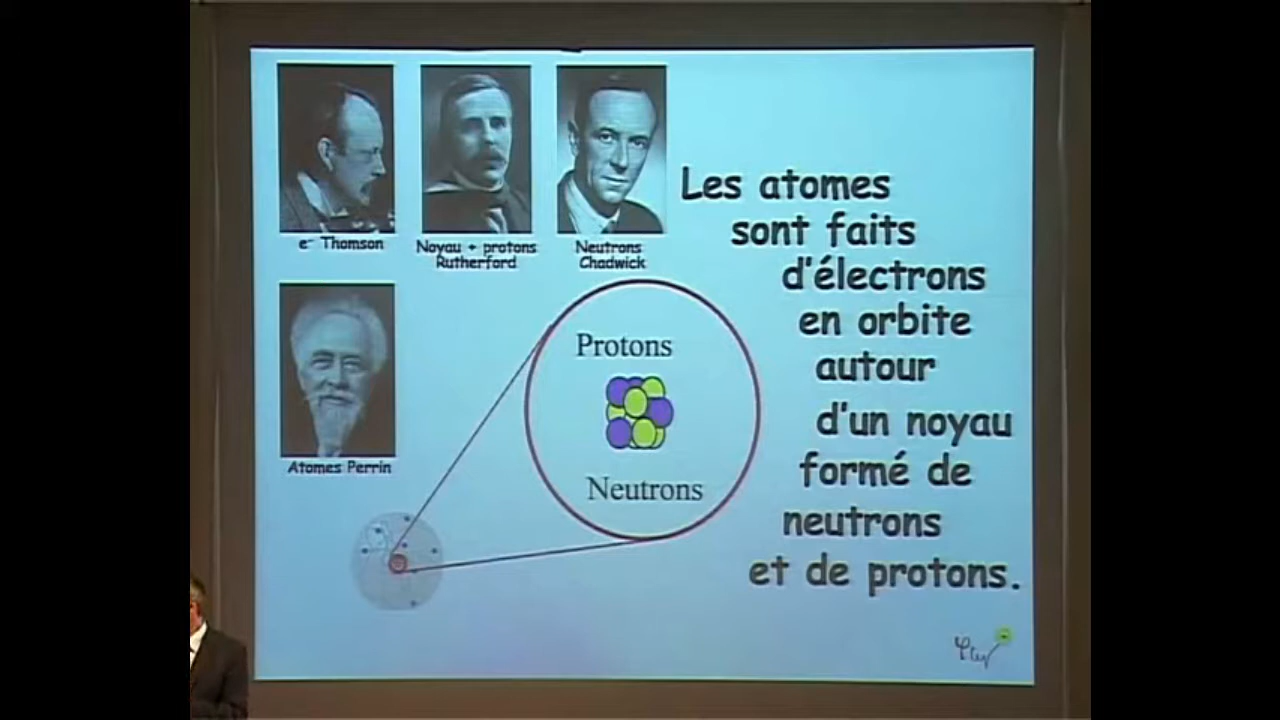 e⁻ Thomson
Noyau + protons
Rutherford
Neutrons
Chadwick
Atomes Perrin
Protons
Neutrons
Les atomes
sont faits
d'électrons
en orbite
autour
d'un noyau
formé de
neutrons
et de protons.